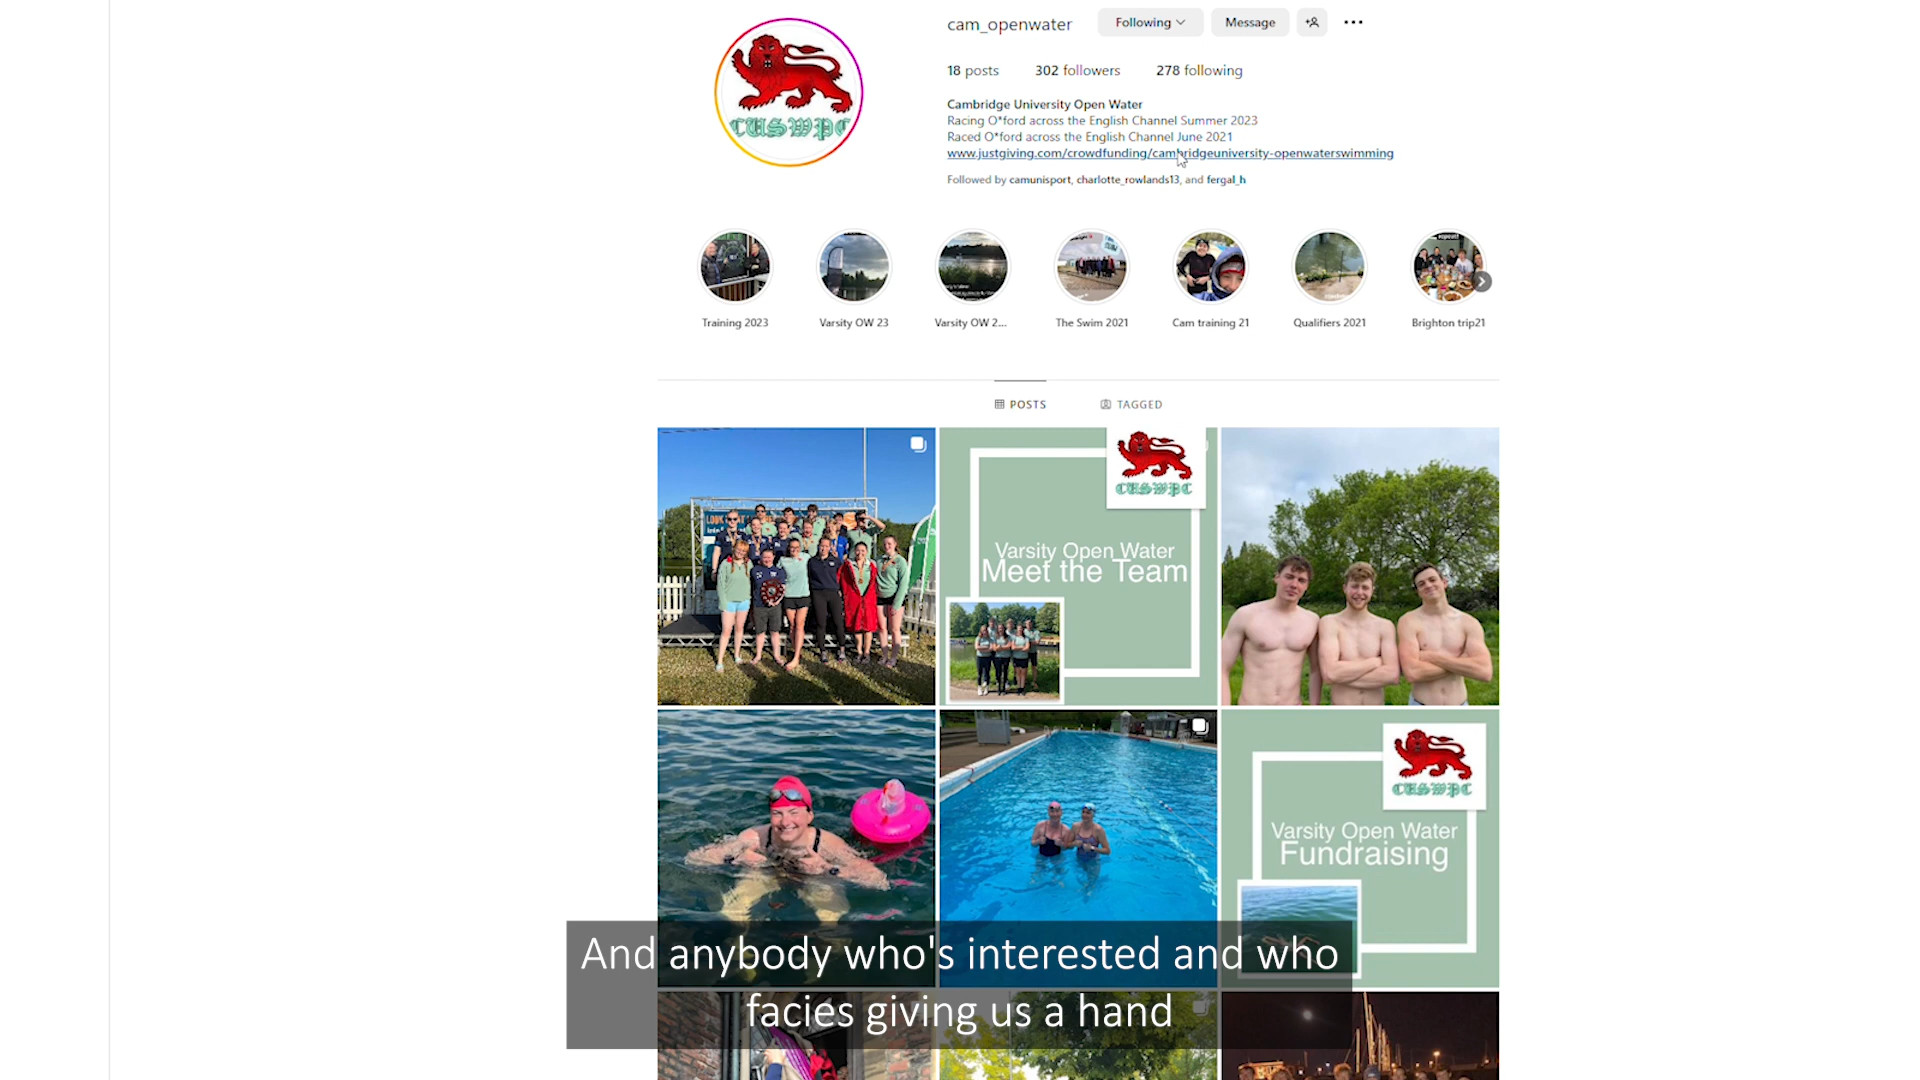 cam_openwater
Following
Message
18 posts
302 followers
278 following
Cambridge University Open Water
Racing O*ford across the English Channel Summer 2023
Raced O*ford across the English Channel June 2021
www.justgiving.com/crowdfunding/cambridgeuniversity-openwaterswimming
Followed by camunisport, charlotte_rowlands13, and fergal_h
CUSWPC
Training 2023
Varsity OW 23
Varsity OW 2...
The Swim 2021
Cam training 21
Qualifiers 2021
Brighton trip21
POSTS
TAGGED
CUSWPC
Varsity Open Water
Meet the Team
CUSWPC
Varsity Open Water
Fundraising
And anybody who's interested and who
facies giving us a hand